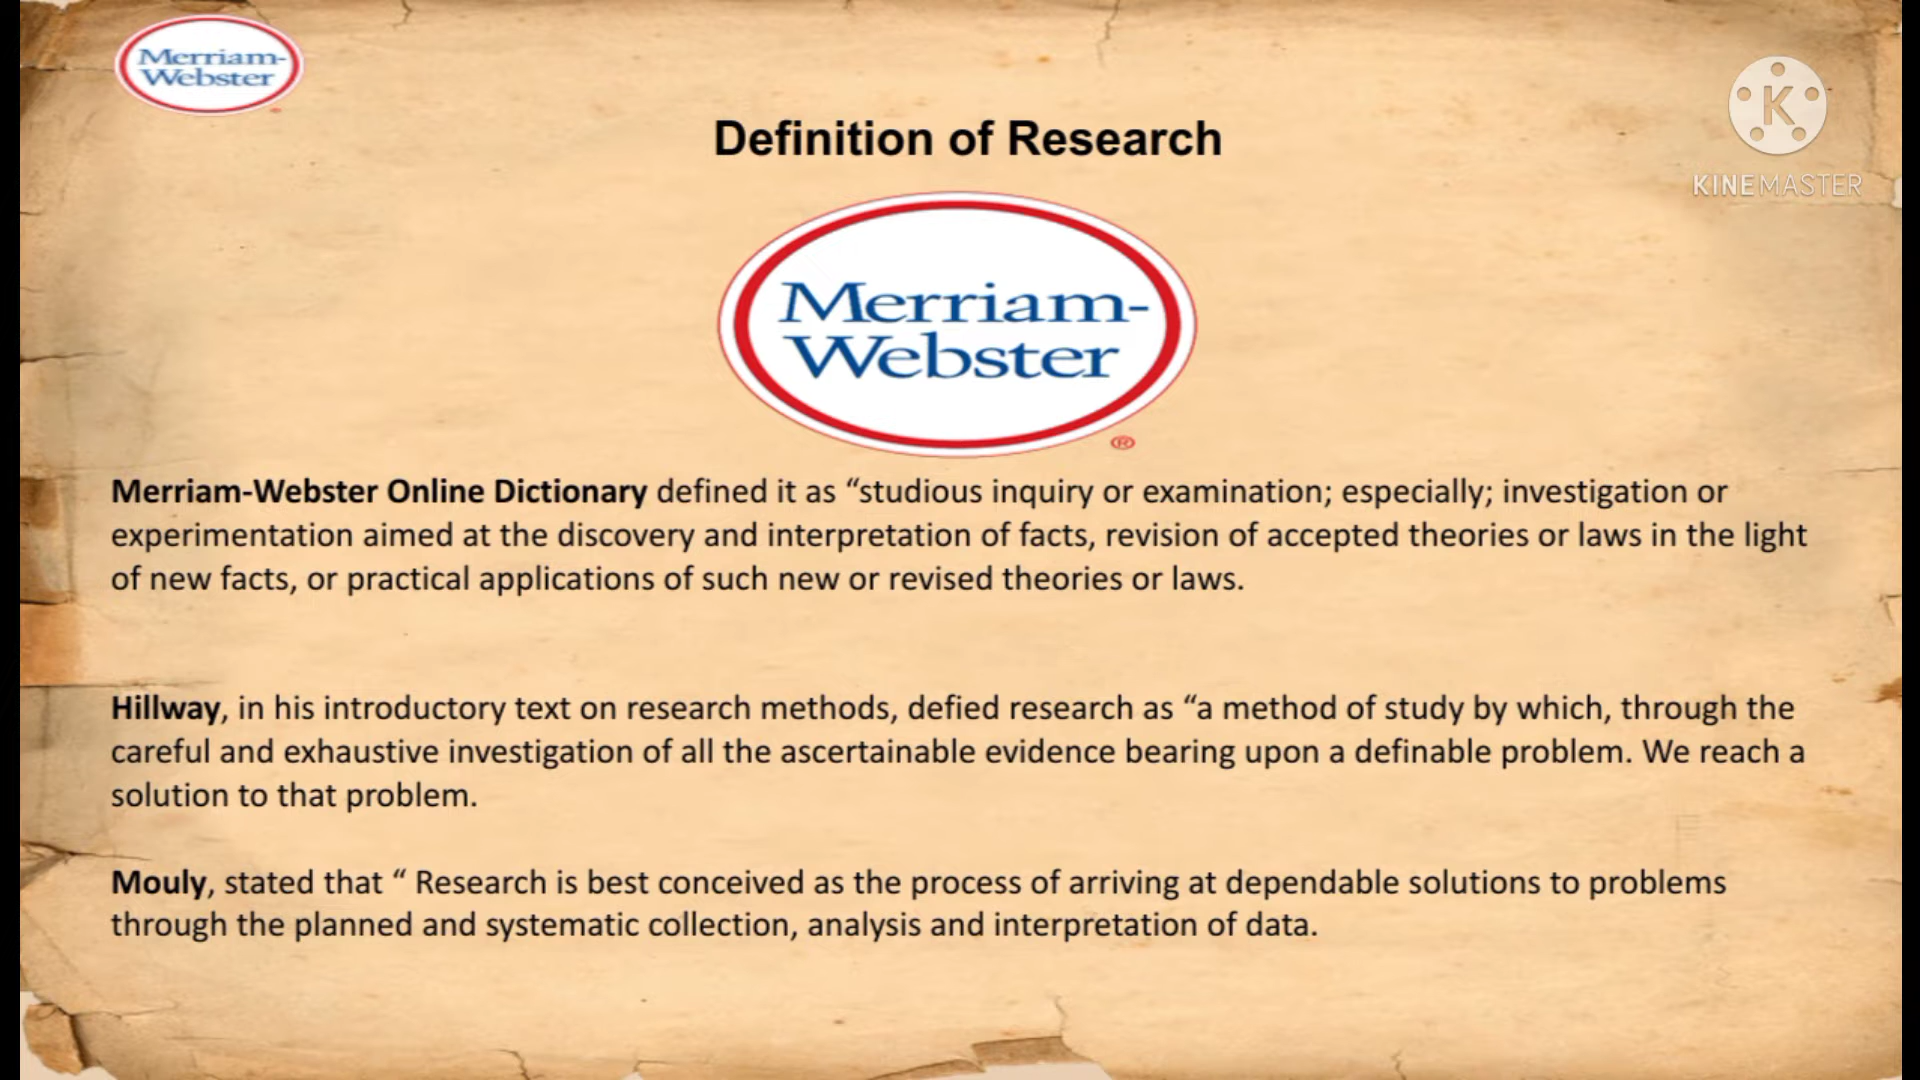 Merriam-
Webster
KINEMASTER
Definition of Research
Merriam-
Webster
®
Merriam-Webster Online Dictionary defined it as “studious inquiry or examination; especially; investigation or
experimentation aimed at the discovery and interpretation of facts, revision of accepted theories or laws in the light
of new facts, or practical applications of such new or revised theories or laws.
Hillway, in his introductory text on research methods, defied research as “a method of study by which, through the
careful and exhaustive investigation of all the ascertainable evidence bearing upon a definable problem. We reach a
solution to that problem.
Mouly, stated that “ Research is best conceived as the process of arriving at dependable solutions to problems
through the planned and systematic collection, analysis and interpretation of data.